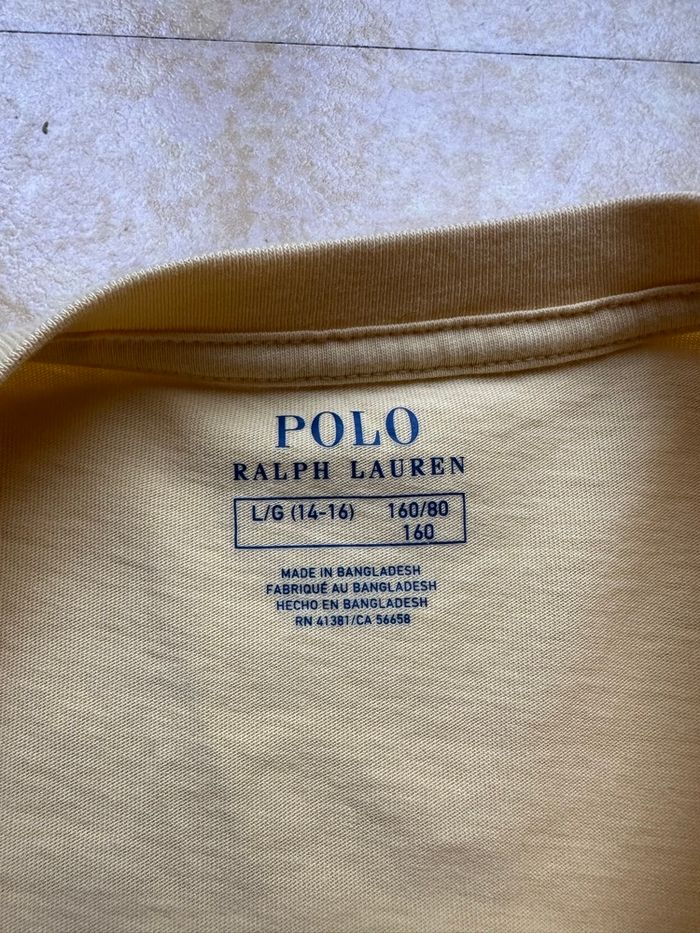 POLO
RALPH LAUREN
L/G (14-16) 160/80
160
MADE IN BANGLADESH
FABRIQUÉ AU BANGLADESH
HECHO EN BANGLADESH
RN 41381/CA 56658